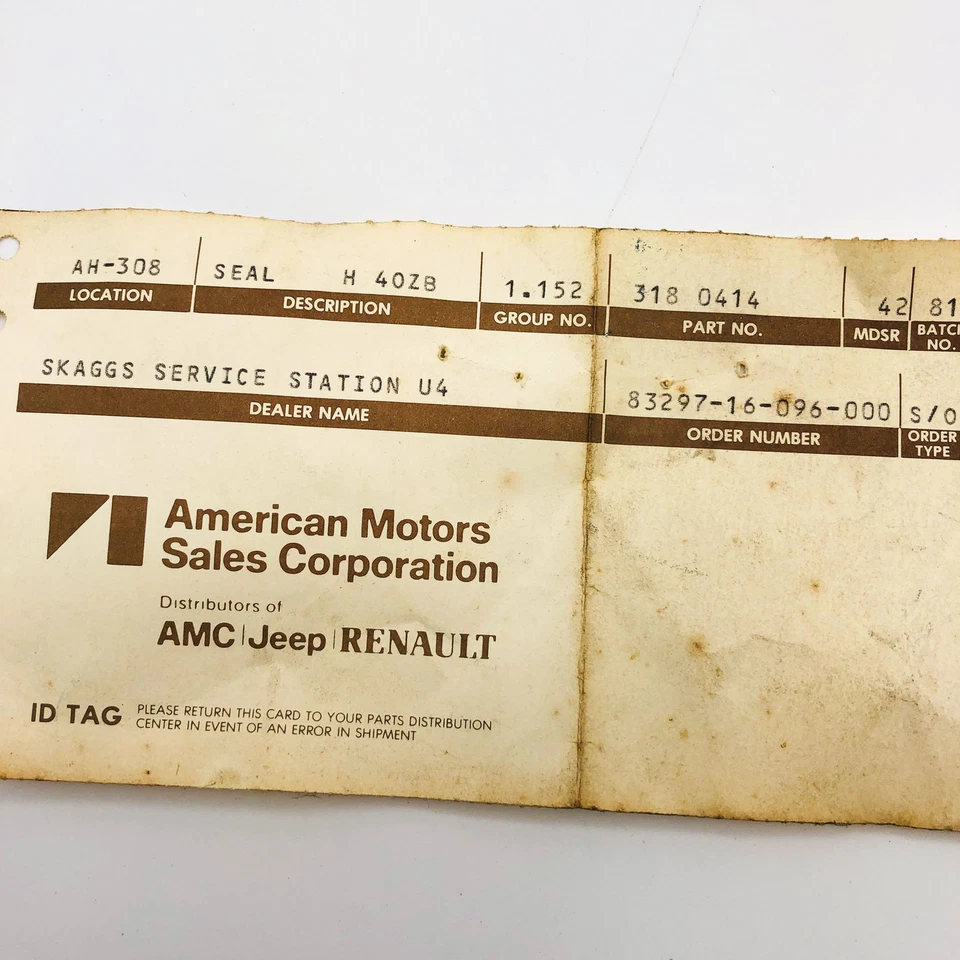 AH-308 SEAL H 40ZB 1.152 318 0414 42 81
LOCATION DESCRIPTION GROUP NO. PART NO. MDSR BATCH NO.
SKAGGS SERVICE STATION U4 83297-16-096-000 S/O
DEALER NAME ORDER NUMBER ORDER TYPE
American Motors
Sales Corporation
Distributors of
AMC | Jeep | RENAULT
ID TAG PLEASE RETURN THIS CARD TO YOUR PARTS DISTRIBUTION
CENTER IN EVENT OF AN ERROR IN SHIPMENT